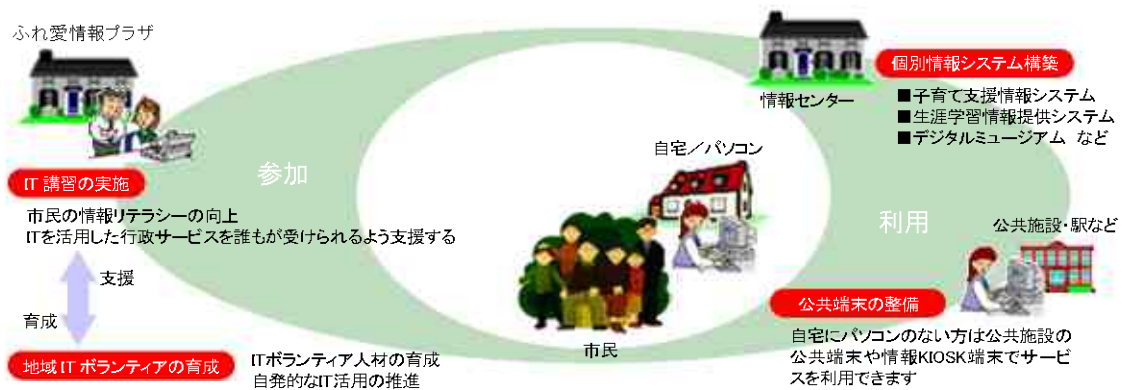 ふれ愛情報プラザ
IT 講習の実施
市民の情報リテラシーの向上
ITを活用した行政サービスを誰もが受けられるよう支援する
支援
育成
地域 IT ボランティアの育成
ITボランティア人材の育成
自発的なIT活用の推進
参加
自宅／パソコン
市民
情報センター
個別情報システム構築
■子育て支援情報システム
■生涯学習情報提供システム
■デジタルミュージアム など
利用
公共施設・駅など
公共端末の整備
自宅にパソコンのない方は公共施設の
公共端末や情報KIOSK端末でサービ
スを利用できます